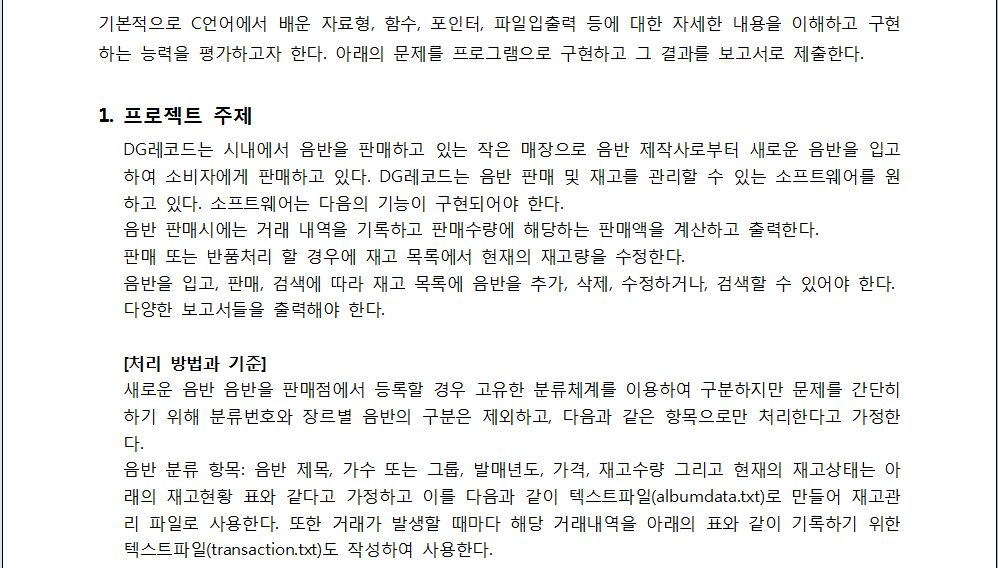 기본적으로 C언어에서 배운 자료형, 함수, 포인터, 파일입출력 등에 대한 자세한 내용을 이해하고 구현
하는 능력을 평가하고자 한다. 아래의 문제를 프로그램으로 구현하고 그 결과를 보고서로 제출한다.
1. 프로젝트 주제
DG레코드는 시내에서 음반을 판매하고 있는 작은 매장으로 음반 제작사로부터 새로운 음반을 입고
하여 소비자에게 판매하고 있다. DG레코드는 음반 판매 및 재고를 관리할 수 있는 소프트웨어를 원
하고 있다. 소프트웨어는 다음의 기능이 구현되어야 한다.
음반 판매시에는 거래 내역을 기록하고 판매수량에 해당하는 판매액을 계산하고 출력한다.
판매 또는 반품처리 할 경우에 재고 목록에서 현재의 재고량을 수정한다.
음반을 입고, 판매, 검색에 따라 재고 목록에 음반을 추가, 삭제, 수정하거나, 검색할 수 있어야 한다.
다양한 보고서들을 출력해야 한다.
[처리 방법과 기준]
새로운 음반 음반을 판매점에서 등록할 경우 고유한 분류체계를 이용하여 구분하지만 문제를 간단히
하기 위해 분류번호와 장르별 음반의 구분은 제외하고, 다음과 같은 항목으로만 처리한다고 가정한
다.
음반 분류 항목: 음반 제목, 가수 또는 그룹, 발매년도, 가격, 재고수량 그리고 현재의 재고상태는 아
래의 재고현황 표와 같다고 가정하고 이를 다음과 같이 텍스트파일(albumdata.txt)로 만들어 재고관
리 파일로 사용한다. 또한 거래가 발생할 때마다 해당 거래내역을 아래의 표와 같이 기록하기 위한
텍스트파일(transaction.txt)도 작성하여 사용한다.